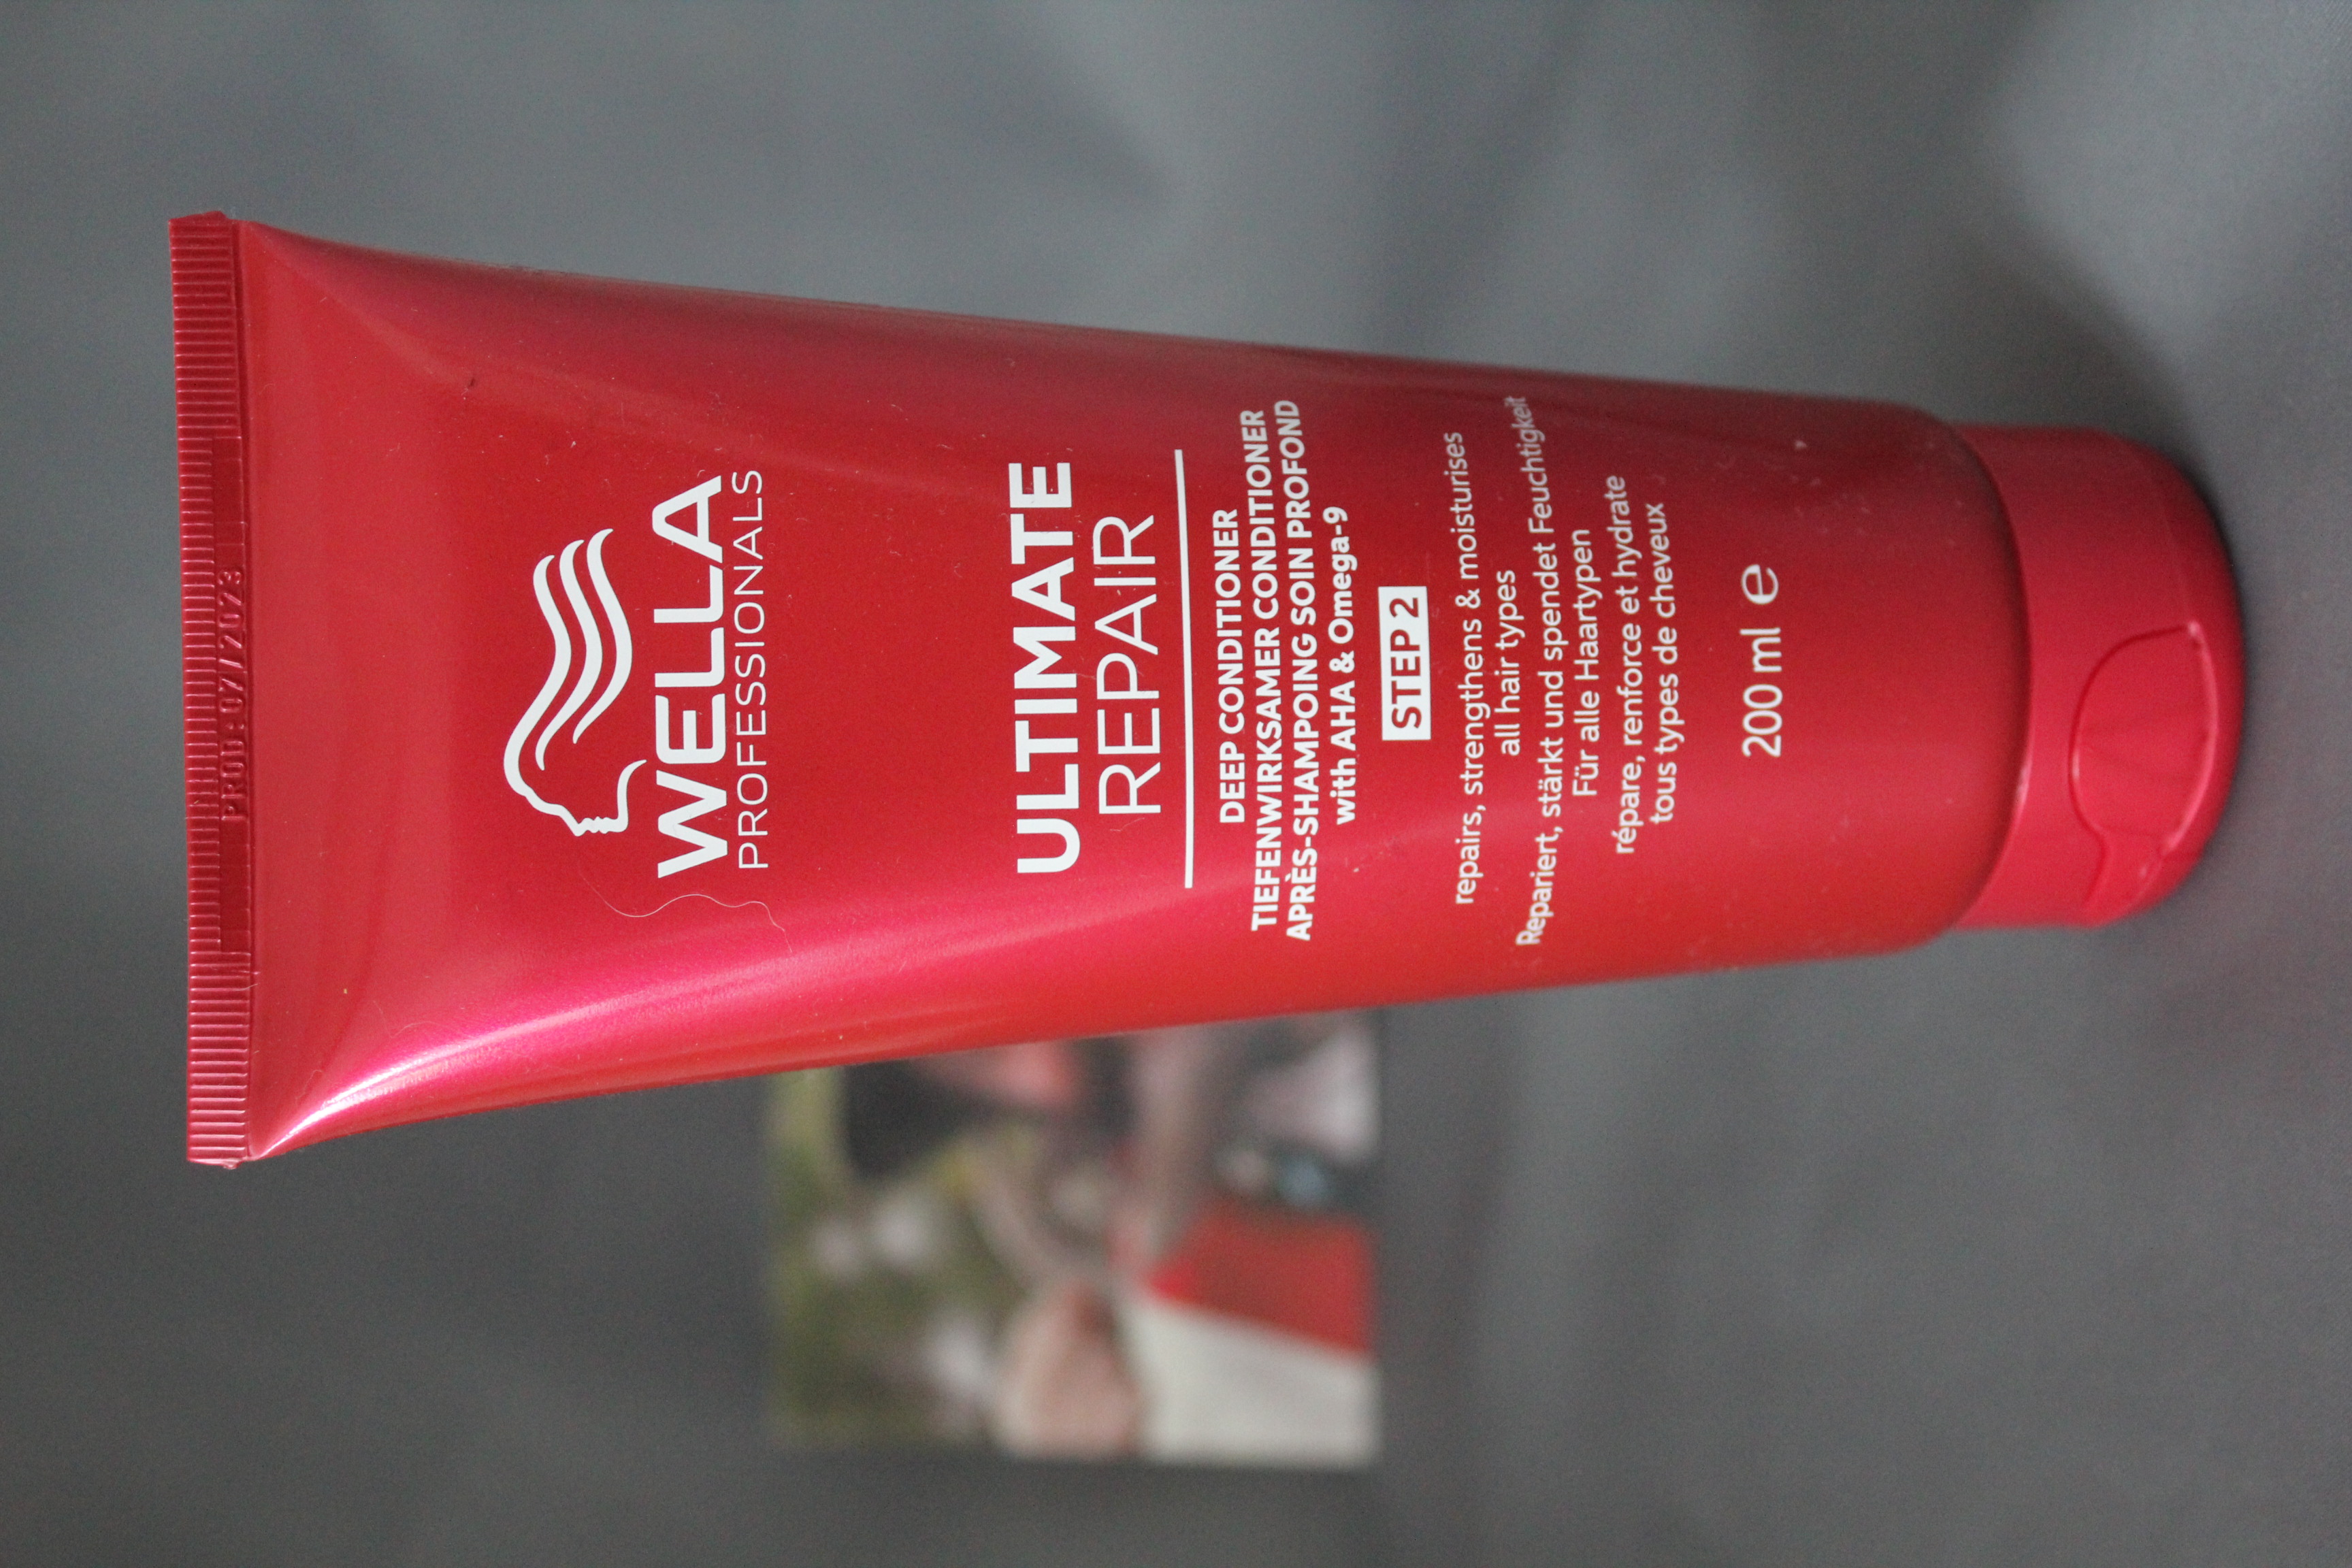 PROD: 07/2023
WELLA
PROFESSIONALS
ULTIMATE
REPAIR
DEEP CONDITIONER
TIEFENWIRKSAMER CONDITIONER
APRÈS-SHAMPOING SOIN PROFOND
with AHA & Omega-9
STEP 2
repairs, strengthens & moisturises
all hair types
Repariert, stärkt und spendet Feuchtigkeit
Für alle Haartypen
répare, renforce et hydrate
tous types de cheveux
200 ml ℮